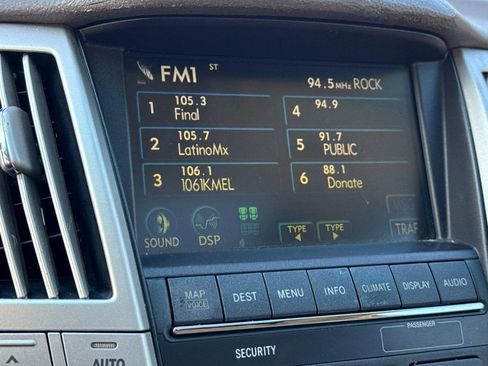 FM1 ST 94.5 MHz ROCK
1 105.3 Final
4 94.9
2 105.7 LatinoMx
5 91.7 PUBLIC
3 106.1 1061KMEL
6 88.1 Donate
SOUND DSP TYPE TYPE
MAP VOICE DEST MENU INFO CLIMATE DISPLAY AUDIO
PASSENGER
SECURITY
AUTO